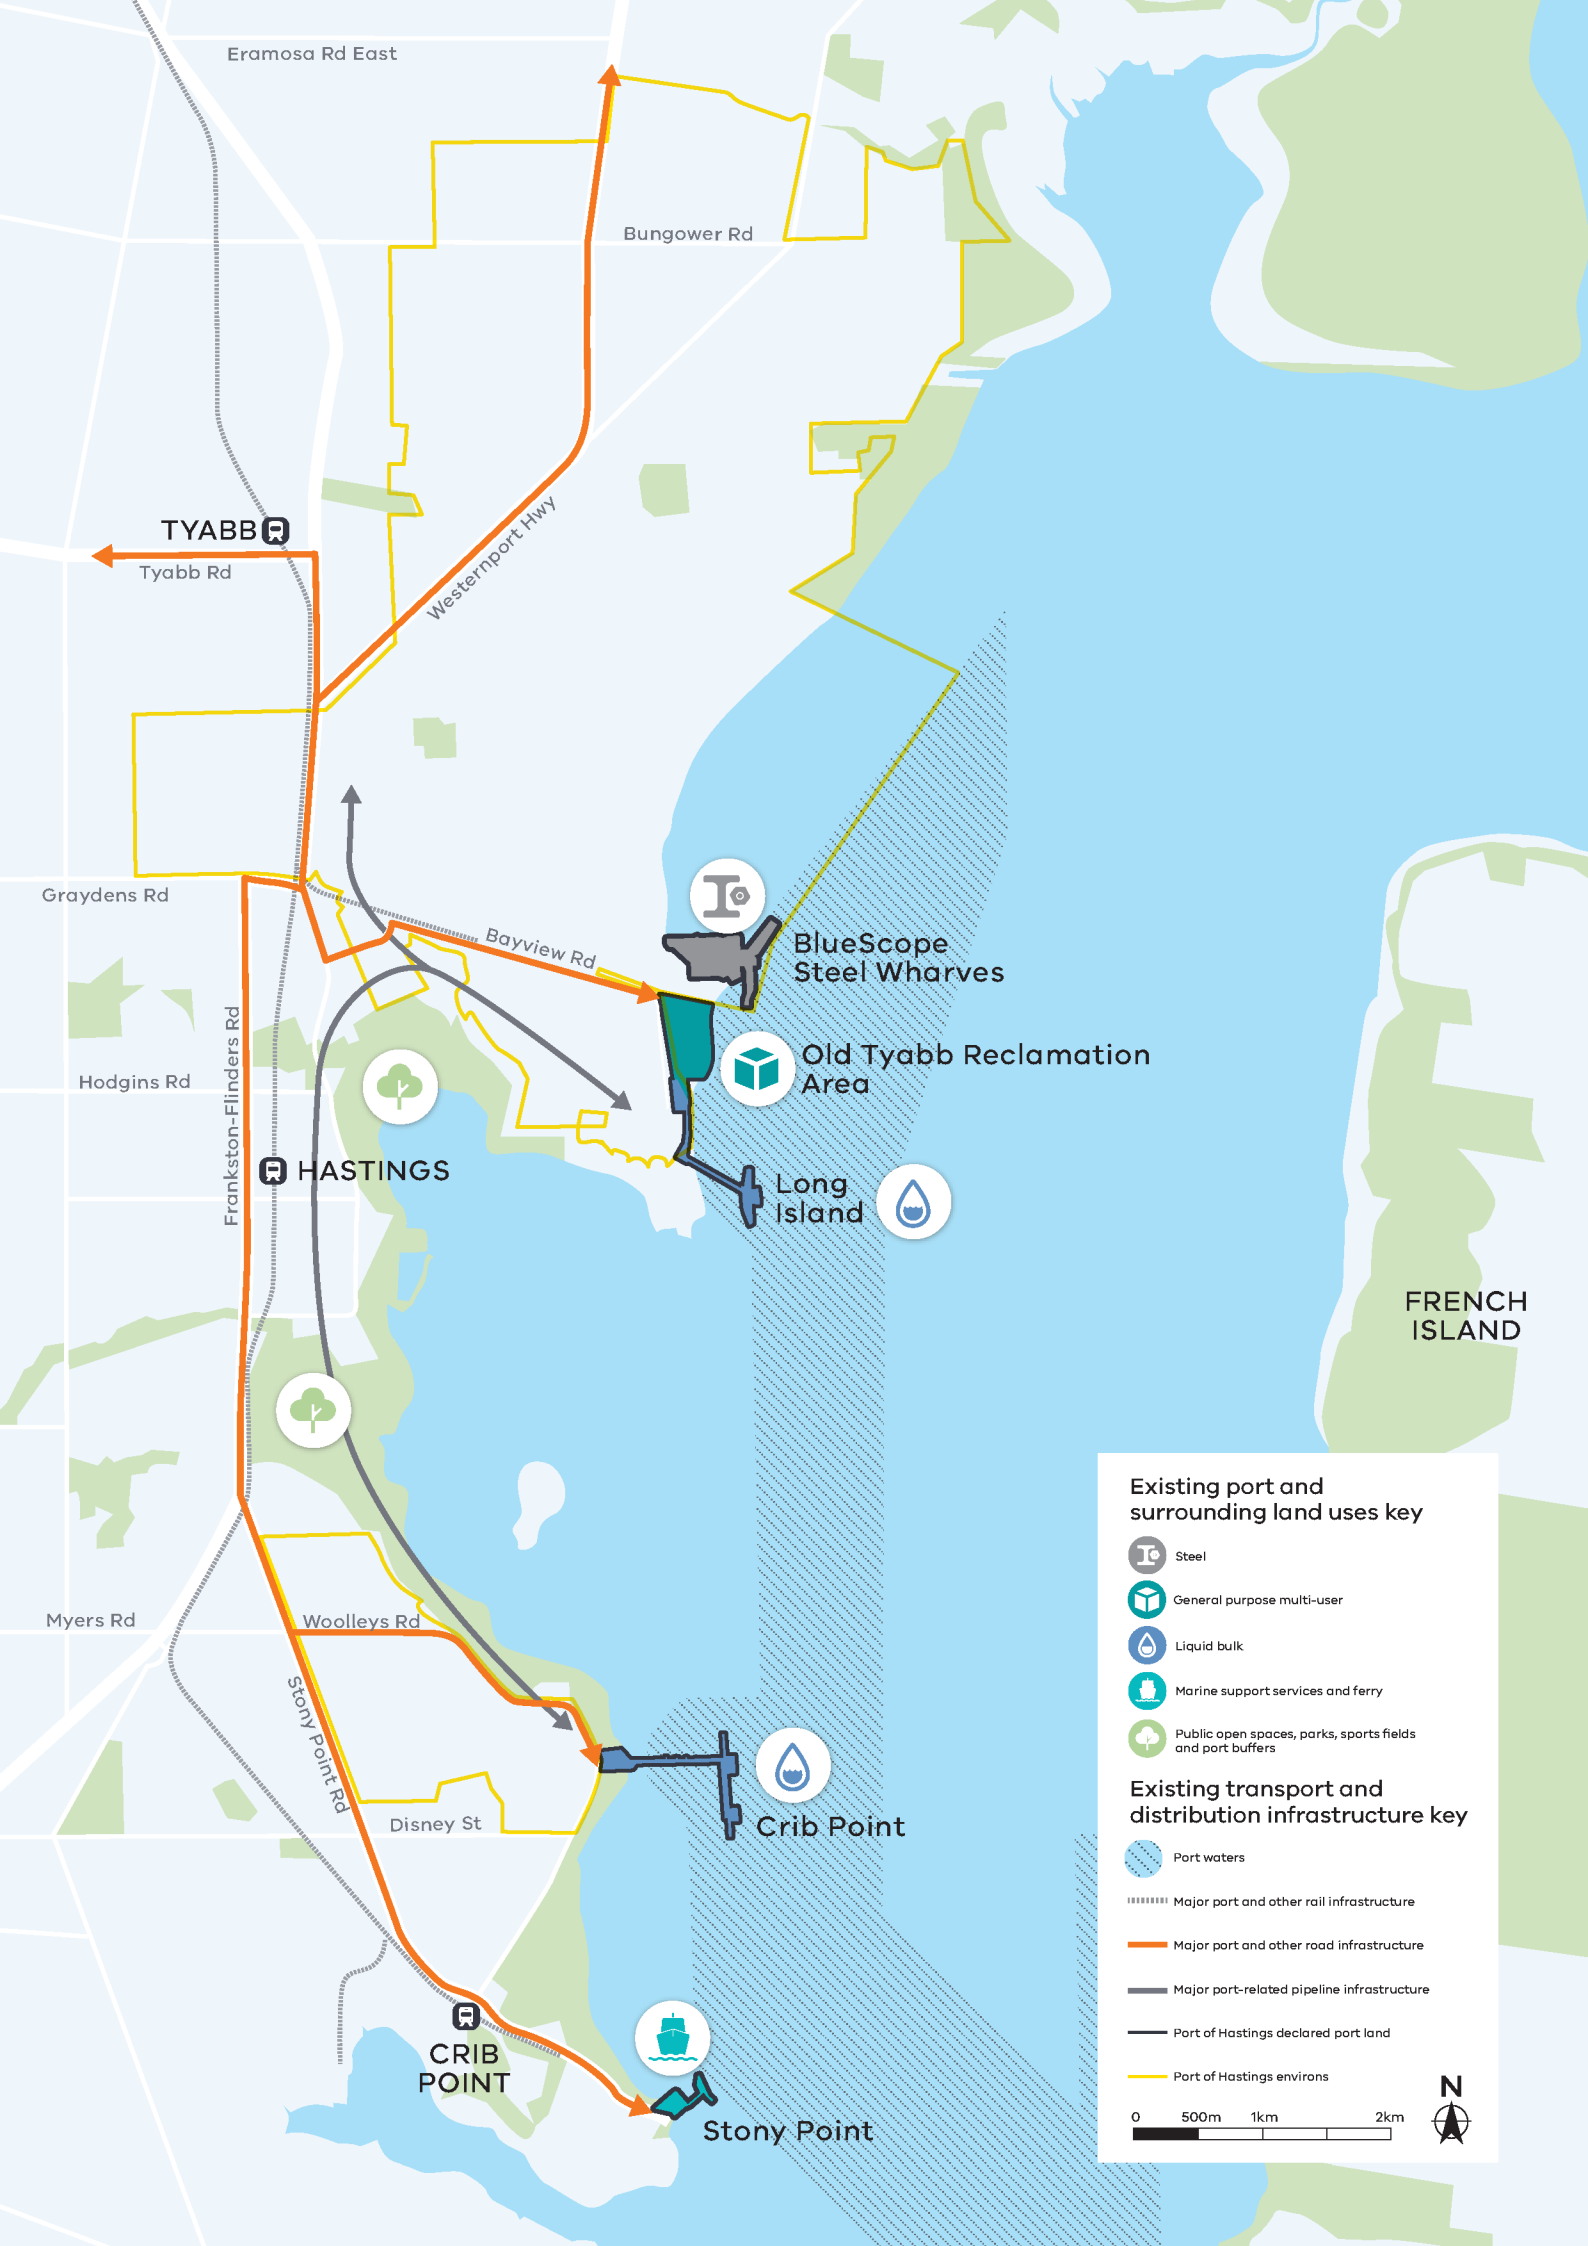 Eramosa Rd East
Bungower Rd
Westernport Hwy
TYABB
Tyabb Rd
Graydens Rd
Bayview Rd
BlueScope
Steel Wharves
Old Tyabb Reclamation
Area
Frankston-Flinders Rd
Hodgins Rd
HASTINGS
Long
Island
FRENCH
ISLAND
Myers Rd
Woolleys Rd
Stony Point Rd
Disney St
Crib Point
CRIB
POINT
Stony Point
Existing port and
surrounding land uses key
Steel
General purpose multi-user
Liquid bulk
Marine support services and ferry
Public open spaces, parks, sports fields
and port buffers
Existing transport and
distribution infrastructure key
Port waters
Major port and other rail infrastructure
Major port and other road infrastructure
Major port-related pipeline infrastructure
Port of Hastings declared port land
Port of Hastings environs
N
0 500m 1km 2km